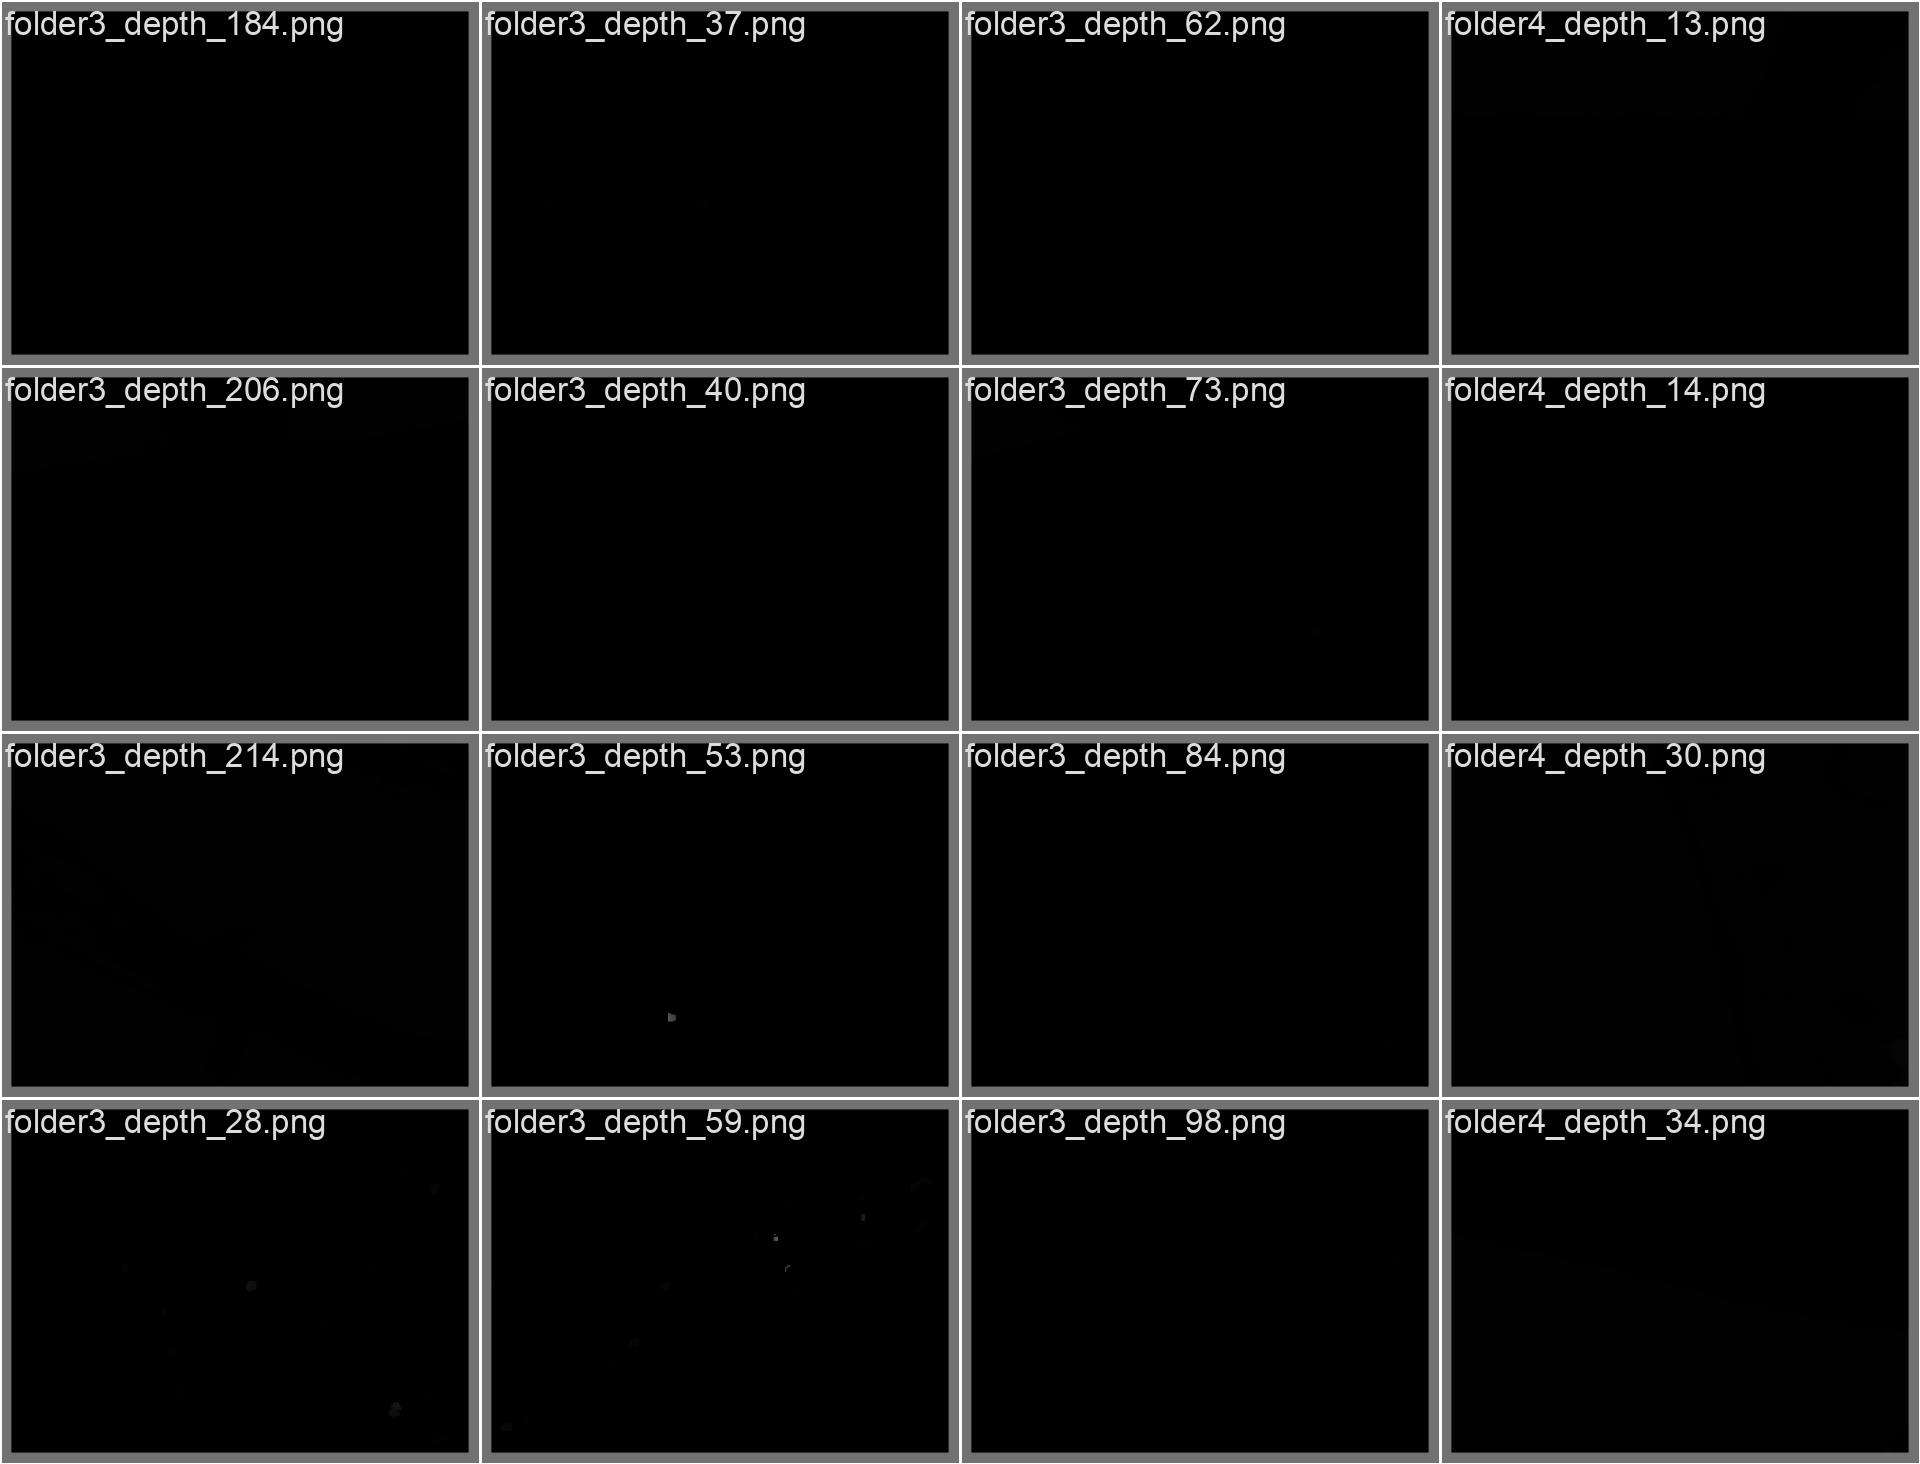 folder3_depth_184.png
folder3_depth_37.png
folder3_depth_62.png
folder4_depth_13.png
folder3_depth_206.png
folder3_depth_40.png
folder3_depth_73.png
folder4_depth_14.png
folder3_depth_214.png
folder3_depth_53.png
folder3_depth_84.png
folder4_depth_30.png
folder3_depth_28.png
folder3_depth_59.png
folder3_depth_98.png
folder4_depth_34.png